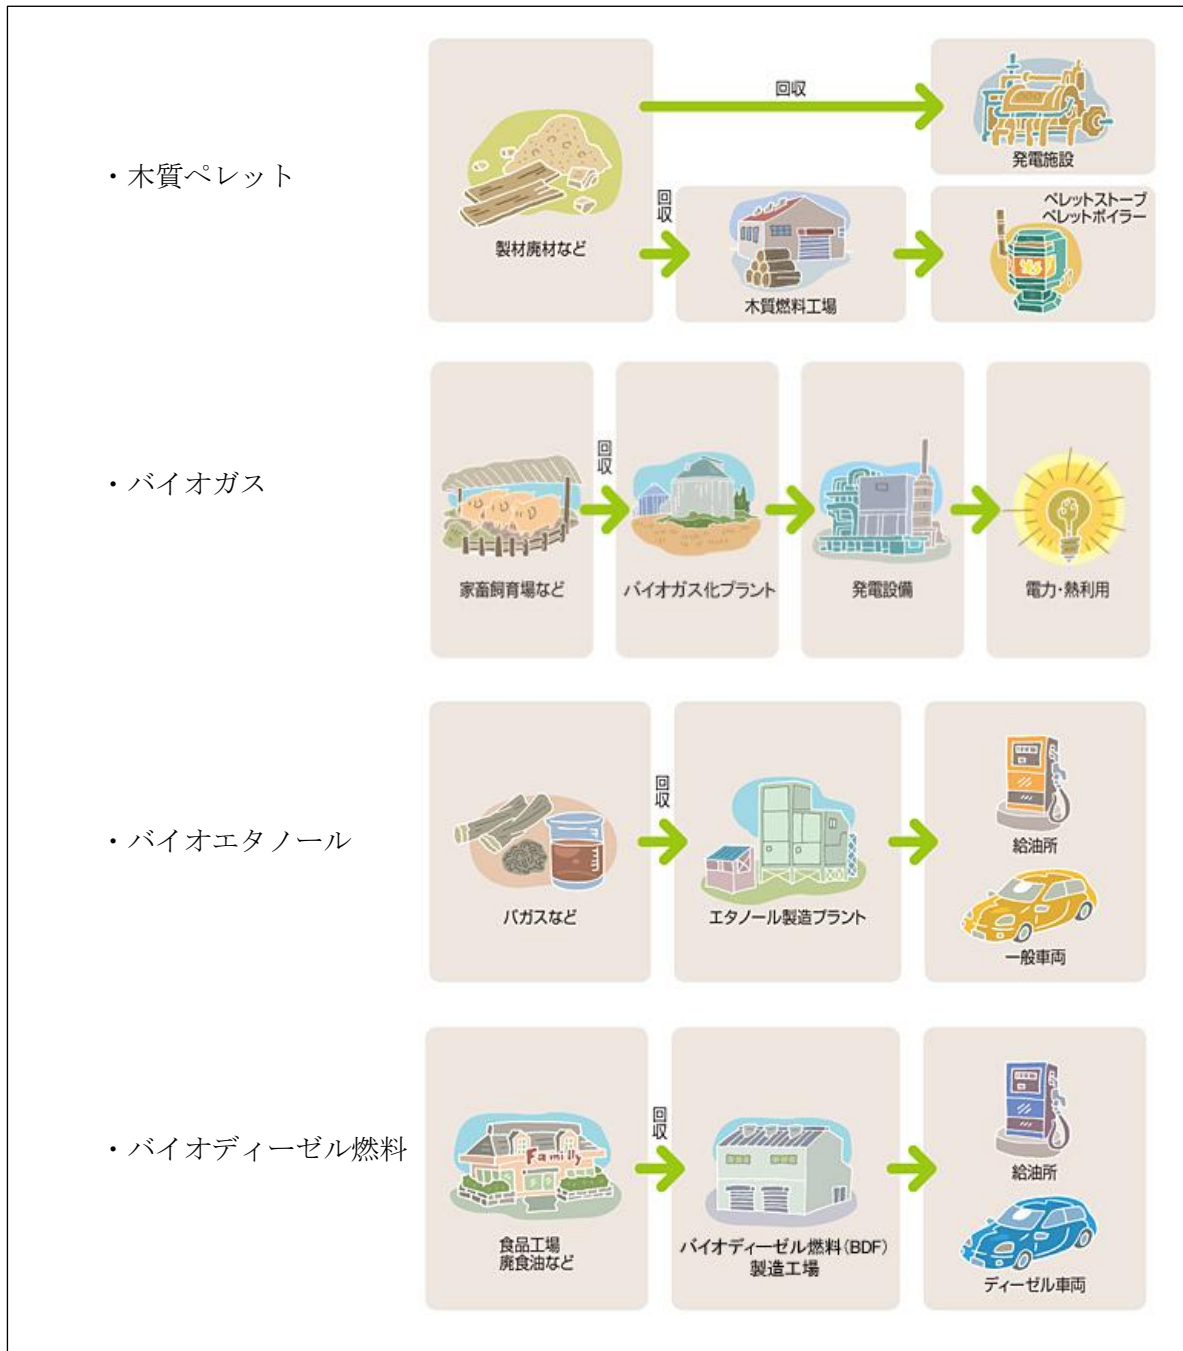 ・木質ペレット
製材廃材など
回収
発電施設
回収
木質燃料工場
ペレットストーブ
ペレットボイラー
・バイオガス
家畜飼育場など
回収
バイオガス化プラント
発電設備
電力・熱利用
・バイオエタノール
バガスなど
回収
エタノール製造プラント
給油所
一般車両
・バイオディーゼル燃料
Family
食品工場
廃食油など
回収
バイオディーゼル燃料(BDF)
製造工場
給油所
ディーゼル車両